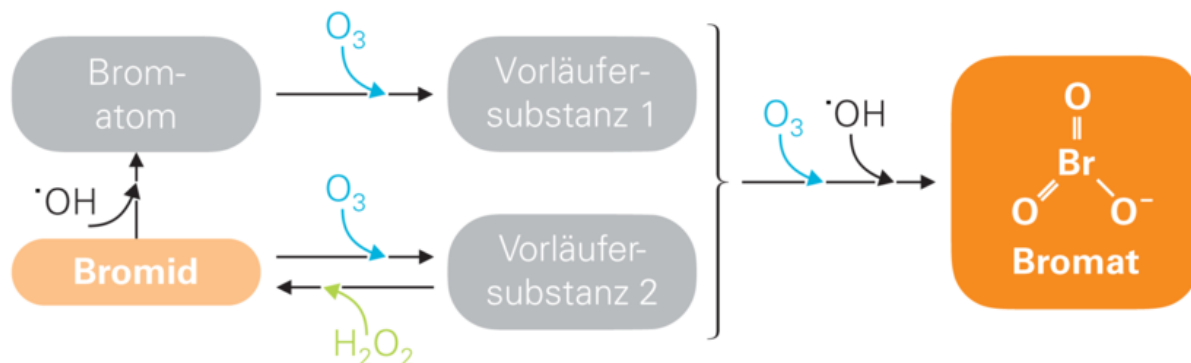 O₃
Brom-
atom
Vorläufer-
substanz 1
·OH
O₃
Bromid
Vorläufer-
substanz 2
H₂O₂
O₃
·OH
O
Br
O
O⁻
Bromat